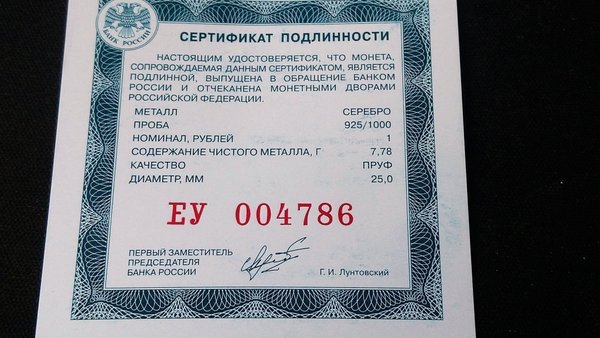 БАНК РОССИИ
СЕРТИФИКАТ ПОДЛИННОСТИ
НАСТОЯЩИМ УДОСТОВЕРЯЕТСЯ, ЧТО МОНЕТА,
СОПРОВОЖДАЕМАЯ ДАННЫМ СЕРТИФИКАТОМ, ЯВЛЯЕТСЯ
ПОДЛИННОЙ, ВЫПУЩЕНА В ОБРАЩЕНИЕ БАНКОМ
РОССИИ И ОТЧЕКАНЕНА МОНЕТНЫМИ ДВОРАМИ
РОССИЙСКОЙ ФЕДЕРАЦИИ.
МЕТАЛЛ СЕРЕБРО
ПРОБА 925/1000
НОМИНАЛ, РУБЛЕЙ 1
СОДЕРЖАНИЕ ЧИСТОГО МЕТАЛЛА, Г 7,78
КАЧЕСТВО ПРУФ
ДИАМЕТР, ММ 25,0
ЕУ 004786
ПЕРВЫЙ ЗАМЕСТИТЕЛЬ
ПРЕДСЕДАТЕЛЯ
БАНКА РОССИИ Г. И. Лунтовский